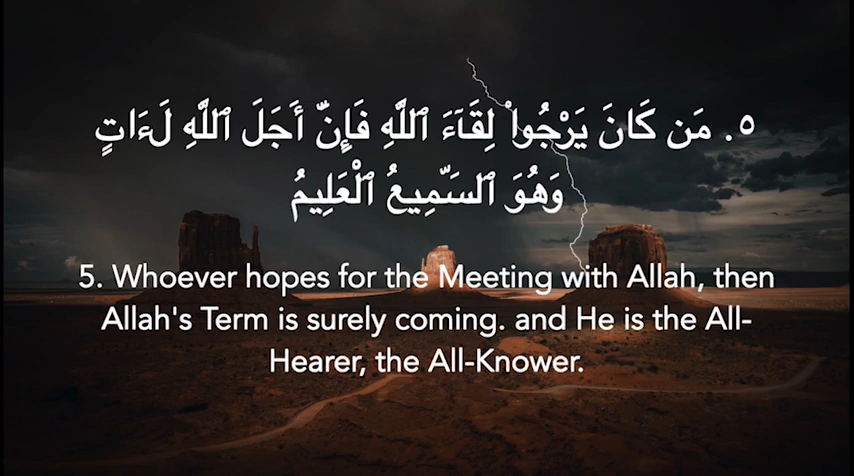 ٥. مَن كَانَ يَرْجُوا۟ لِقَآءَ ٱللَّهِ فَإِنَّ أَجَلَ ٱللَّهِ لَـَٔاتٍ
وَهُوَ ٱلسَّمِيعُ ٱلْعَلِيمُ
5. Whoever hopes for the Meeting with Allah, then
Allah's Term is surely coming. and He is the All-
Hearer, the All-Knower.